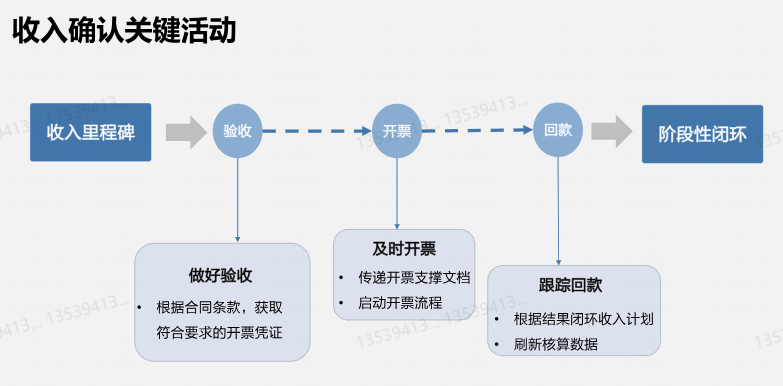 收入确认关键活动
收入里程碑
验收
开票
回款
阶段性闭环
做好验收
• 根据合同条款，获取
符合要求的开票凭证
及时开票
• 传递开票支撑文档
• 启动开票流程
跟踪回款
• 根据结果闭环收入计划
• 刷新核算数据
13539413...
13539413...
13539413...
13539413...